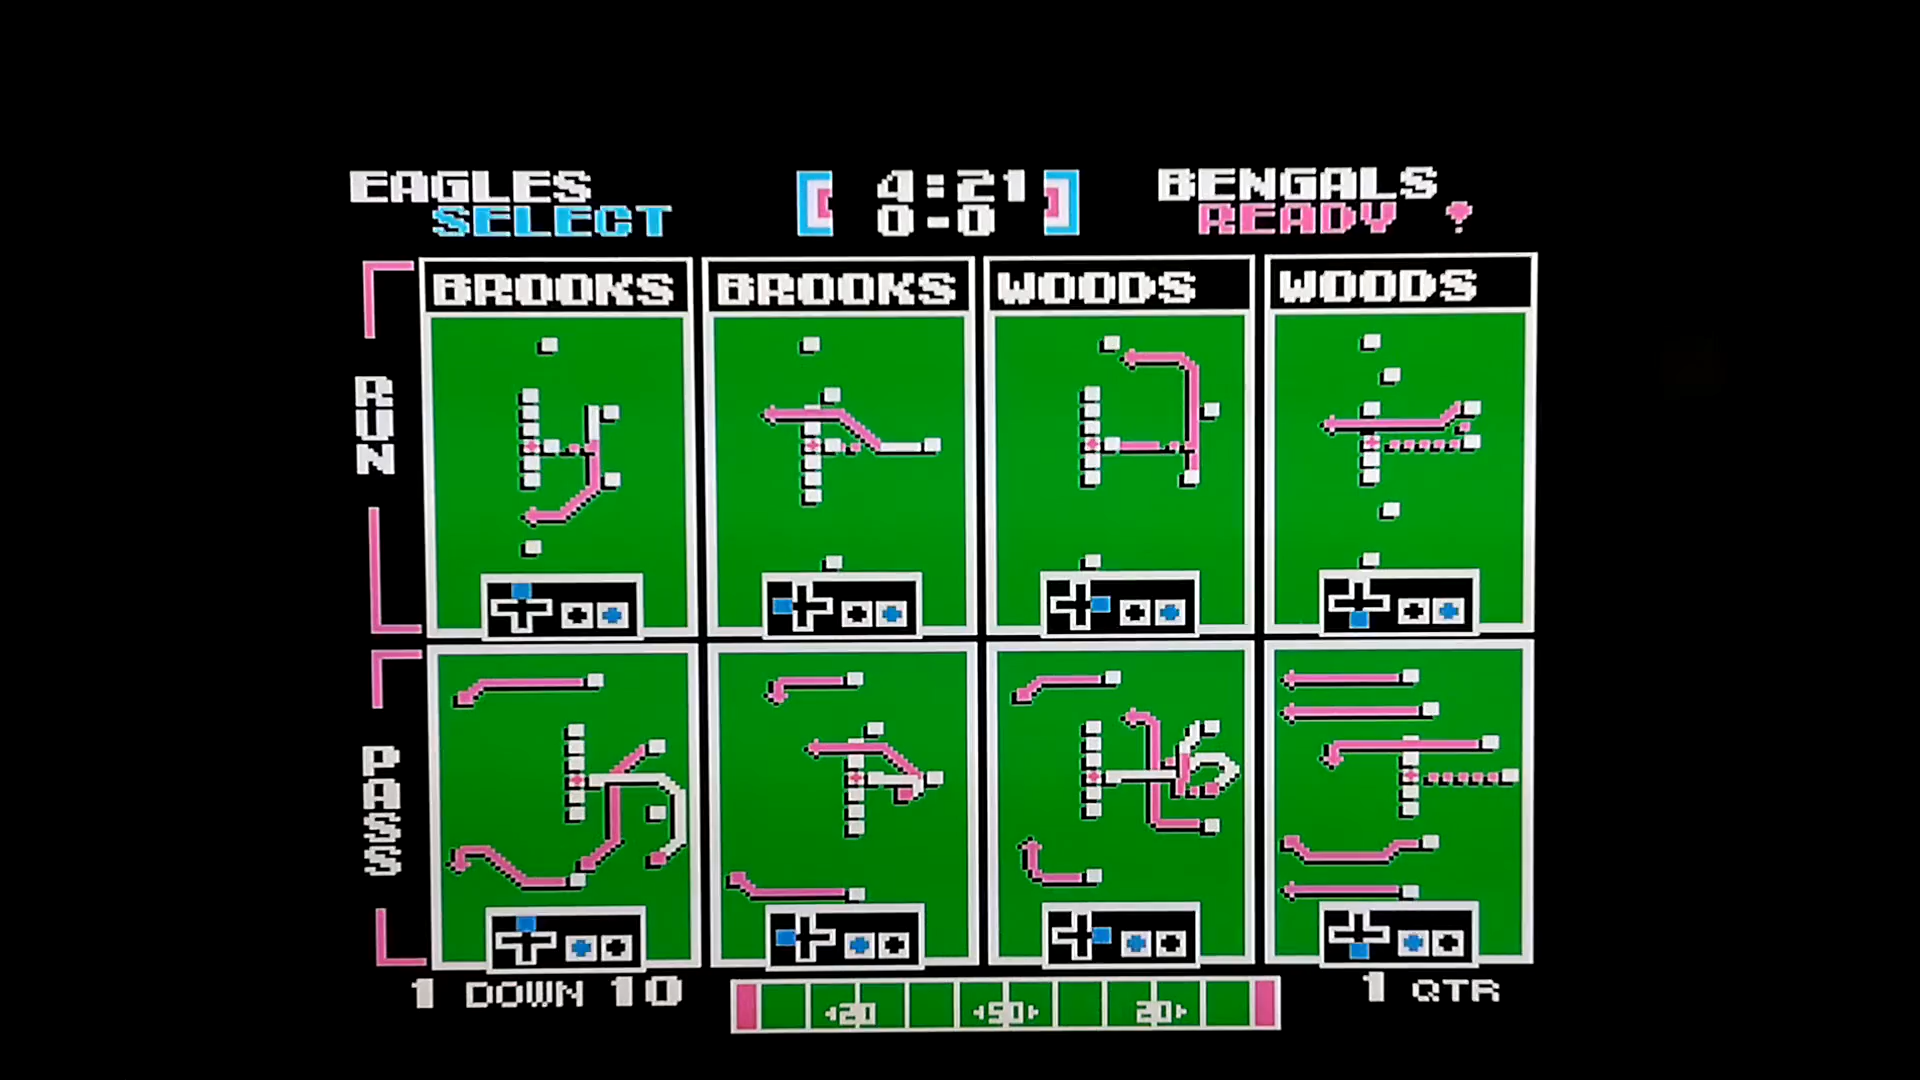 EAGLES
SELECT
4:21
0-0
BENGALS
READY ?
BROOKS
BROOKS
WOODS
WOODS
RUN
PASS
1 DOWN 10
20
50
20
1 QTR